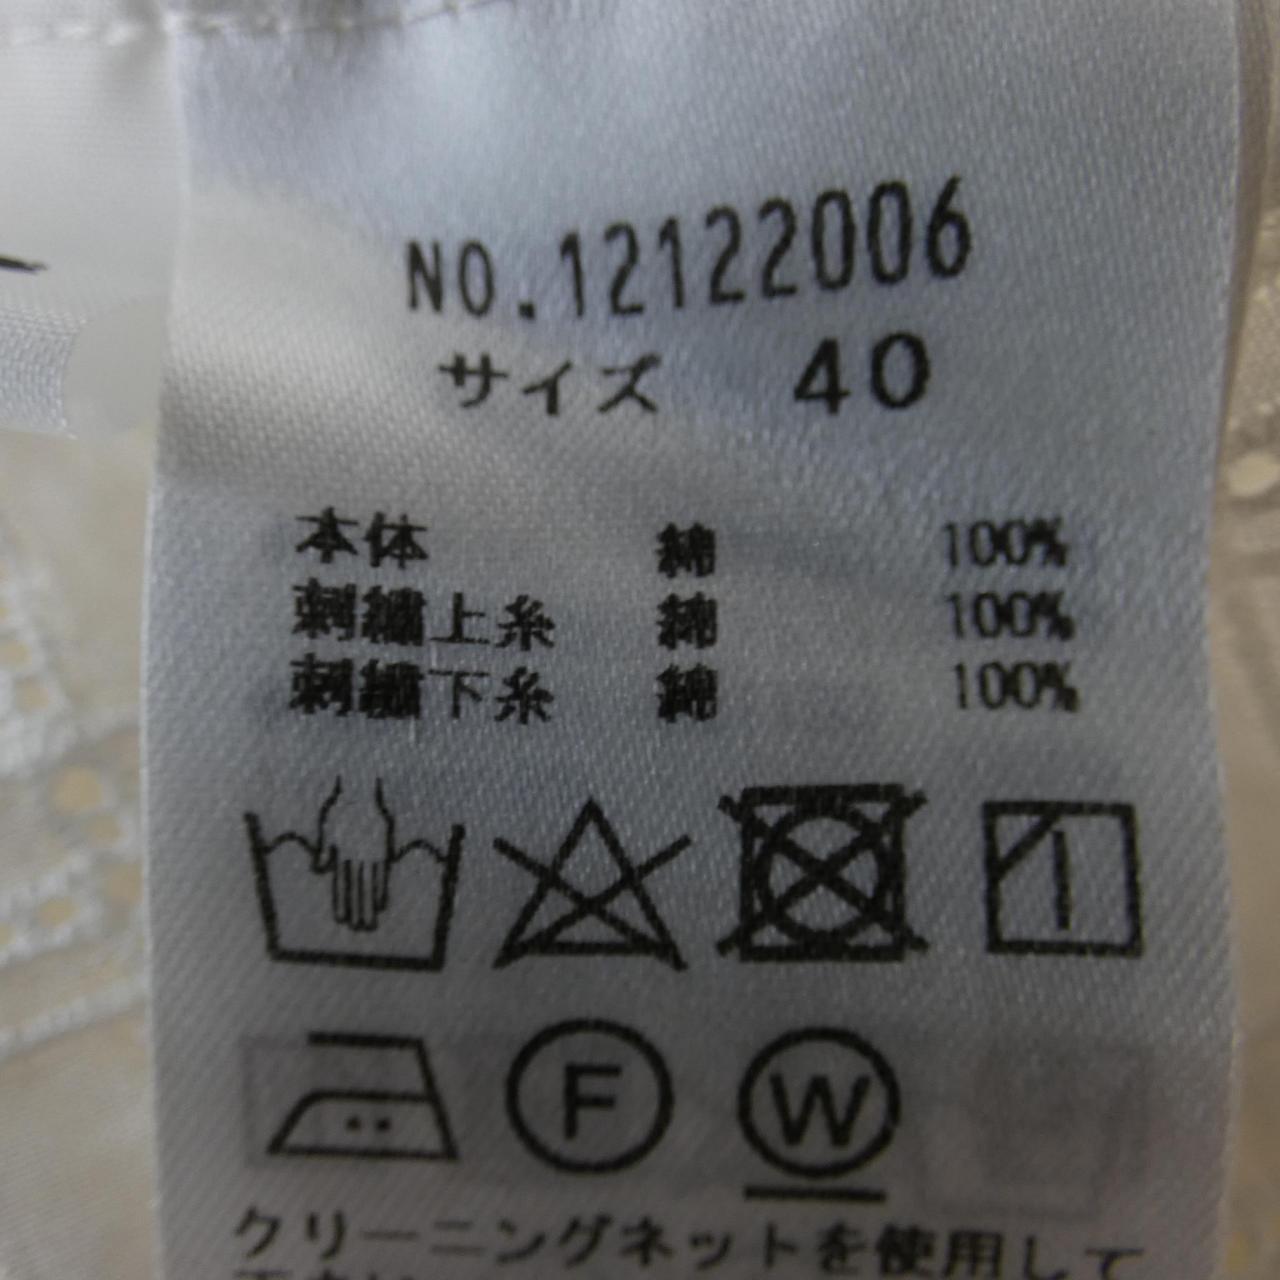 NO.12122006
サイズ 40
本体 綿 100%
刺繍上糸 綿 100%
刺繍下糸 綿 100%
F W
クリーニングネットを使用して